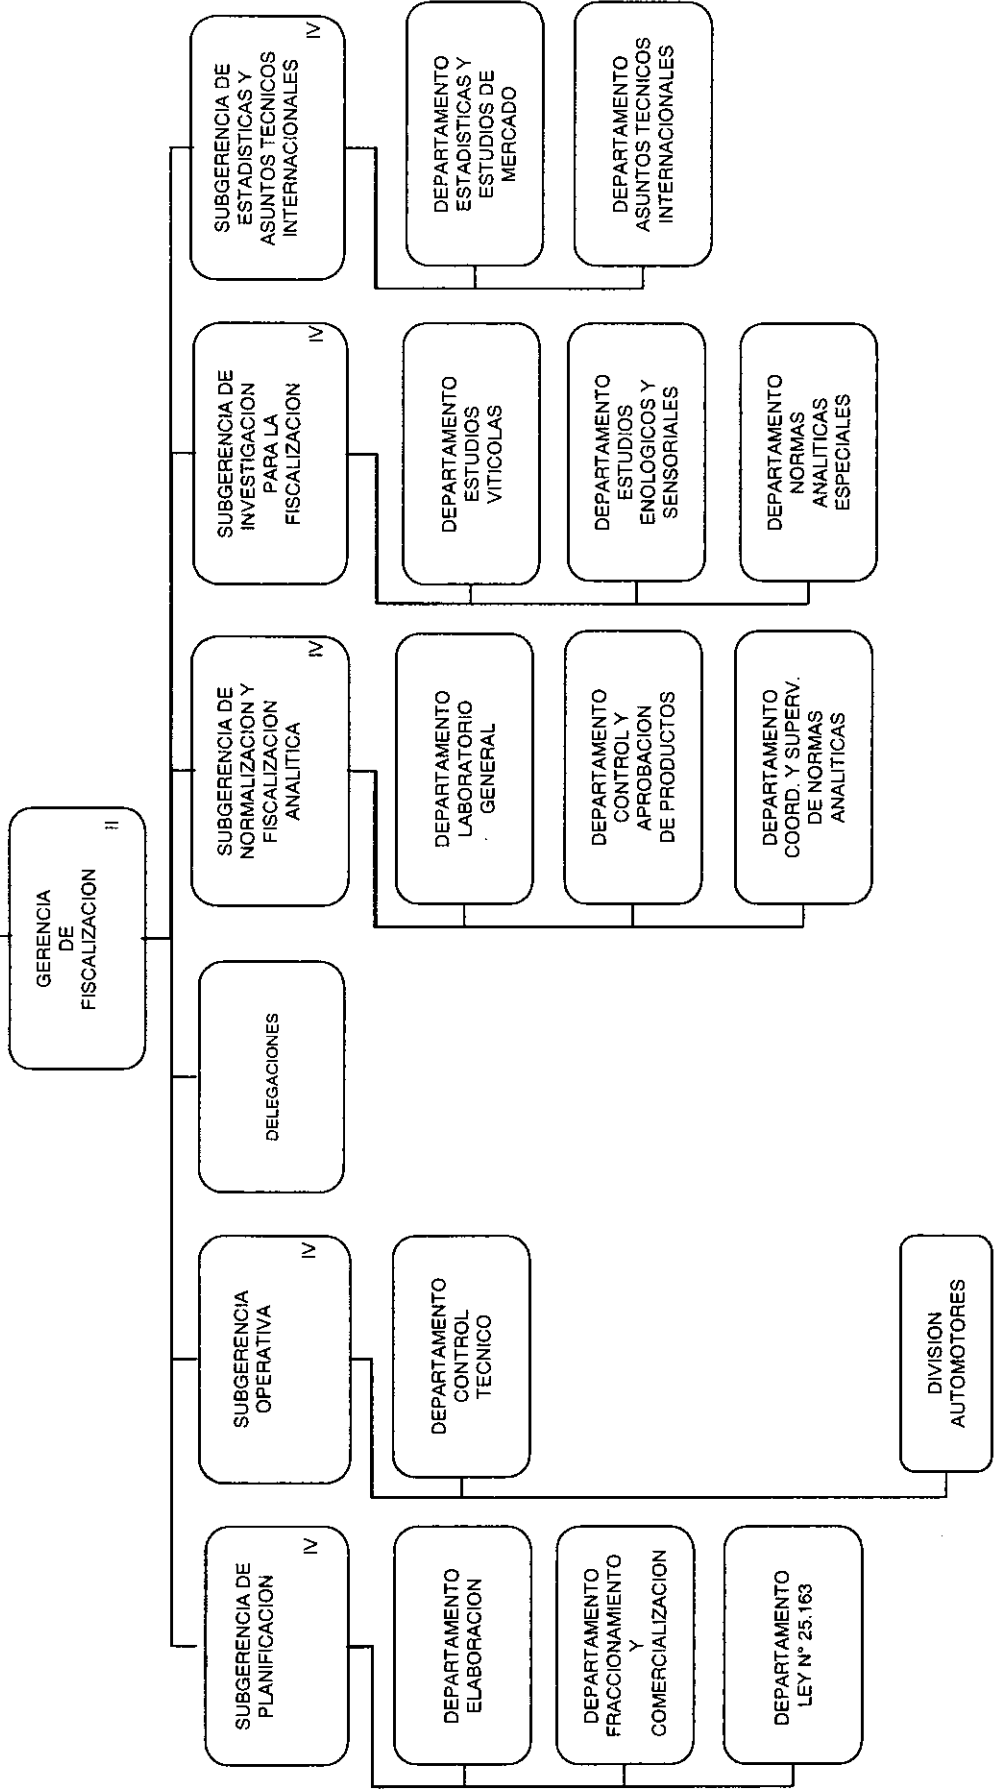 GERENCIA
DE
FISCALIZACION
II
SUBGERENCIA DE
PLANIFICACION
IV
DEPARTAMENTO
ELABORACION
DEPARTAMENTO
FRACCIONAMIENTO
Y
COMERCIALIZACION
DEPARTAMENTO
LEY N° 25.163
SUBGERENCIA
OPERATIVA
IV
DEPARTAMENTO
CONTROL
TECNICO
DIVISION
AUTOMOTORES
DELEGACIONES
SUBGERENCIA DE
NORMALIZACION Y
FISCALIZACION
ANALITICA
IV
DEPARTAMENTO
LABORATORIO
GENERAL
DEPARTAMENTO
CONTROL Y
APROBACION
DE PRODUCTOS
DEPARTAMENTO
COORD. Y SUPERV.
DE NORMAS
ANALITICAS
SUBGERENCIA DE
INVESTIGACION
PARA LA
FISCALIZACION
IV
DEPARTAMENTO
ESTUDIOS
VITICOLAS
DEPARTAMENTO
ESTUDIOS
ENOLOGICOS Y
SENSORIALES
DEPARTAMENTO
NORMAS
ANALITICAS
ESPECIALES
SUBGERENCIA DE
ESTADISTICAS Y
ASUNTOS TECNICOS
INTERNACIONALES
IV
DEPARTAMENTO
ESTADISTICAS Y
ESTUDIOS DE
MERCADO
DEPARTAMENTO
ASUNTOS TECNICOS
INTERNACIONALES